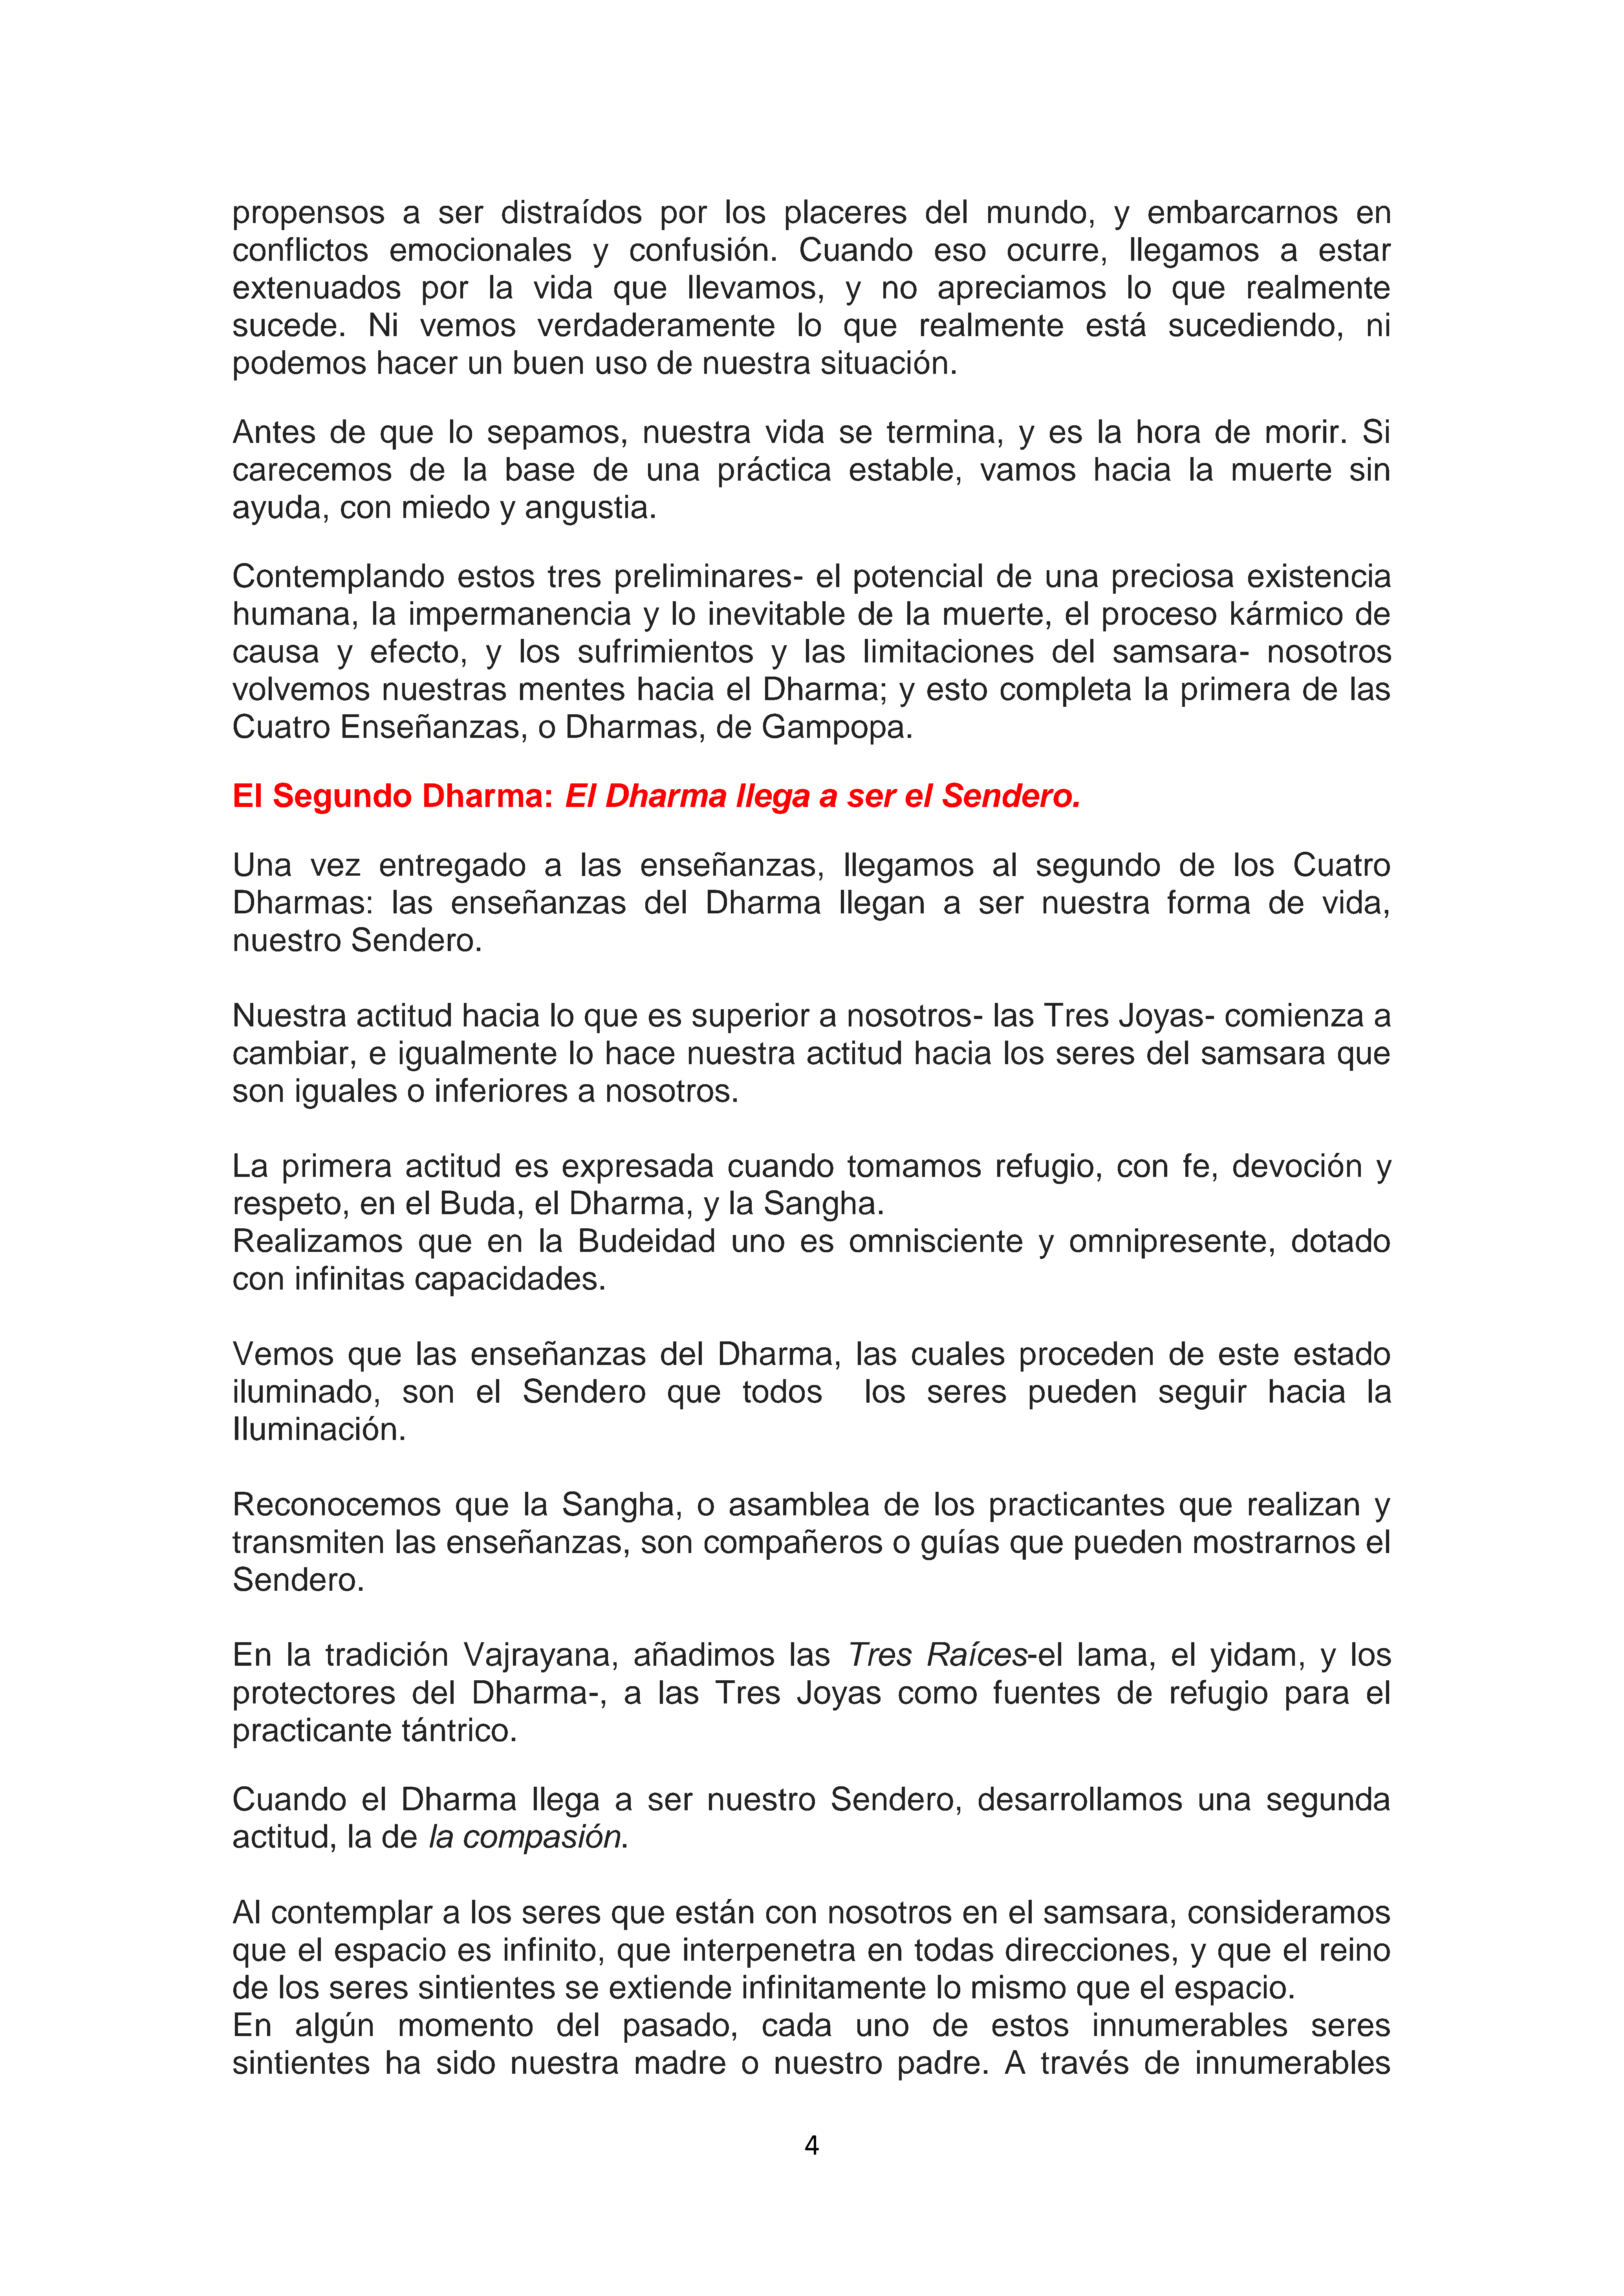 propensos a ser distraídos por los placeres del mundo, y embarcarnos en
conflictos emocionales y confusión. Cuando eso ocurre, llegamos a estar
extenuados por la vida que llevamos, y no apreciamos lo que realmente
sucede. Ni vemos verdaderamente lo que realmente está sucediendo, ni
podemos hacer un buen uso de nuestra situación.
Antes de que lo sepamos, nuestra vida se termina, y es la hora de morir. Si
carecemos de la base de una práctica estable, vamos hacia la muerte sin
ayuda, con miedo y angustia.
Contemplando estos tres preliminares- el potencial de una preciosa existencia
humana, la impermanencia y lo inevitable de la muerte, el proceso kármico de
causa y efecto, y los sufrimientos y las limitaciones del samsara- nosotros
volvemos nuestras mentes hacia el Dharma; y esto completa la primera de las
Cuatro Enseñanzas, o Dharmas, de Gampopa.
El Segundo Dharma: El Dharma llega a ser el Sendero.
Una vez entregado a las enseñanzas, llegamos al segundo de los Cuatro
Dharmas: las enseñanzas del Dharma llegan a ser nuestra forma de vida,
nuestro Sendero.
Nuestra actitud hacia lo que es superior a nosotros- las Tres Joyas- comienza a
cambiar, e igualmente lo hace nuestra actitud hacia los seres del samsara que
son iguales o inferiores a nosotros.
La primera actitud es expresada cuando tomamos refugio, con fe, devoción y
respeto, en el Buda, el Dharma, y la Sangha.
Realizamos que en la Budeidad uno es omnisciente y omnipresente, dotado
con infinitas capacidades.
Vemos que las enseñanzas del Dharma, las cuales proceden de este estado
iluminado, son el Sendero que todos los seres pueden seguir hacia la
Iluminación.
Reconocemos que la Sangha, o asamblea de los practicantes que realizan y
transmiten las enseñanzas, son compañeros o guías que pueden mostrarnos el
Sendero.
En la tradición Vajrayana, añadimos las Tres Raíces-el lama, el yidam, y los
protectores del Dharma-, a las Tres Joyas como fuentes de refugio para el
practicante tántrico.
Cuando el Dharma llega a ser nuestro Sendero, desarrollamos una segunda
actitud, la de la compasión.
Al contemplar a los seres que están con nosotros en el samsara, consideramos
que el espacio es infinito, que interpenetra en todas direcciones, y que el reino
de los seres sintientes se extiende infinitamente lo mismo que el espacio.
En algún momento del pasado, cada uno de estos innumerables seres
sintientes ha sido nuestra madre o nuestro padre. A través de innumerables
4